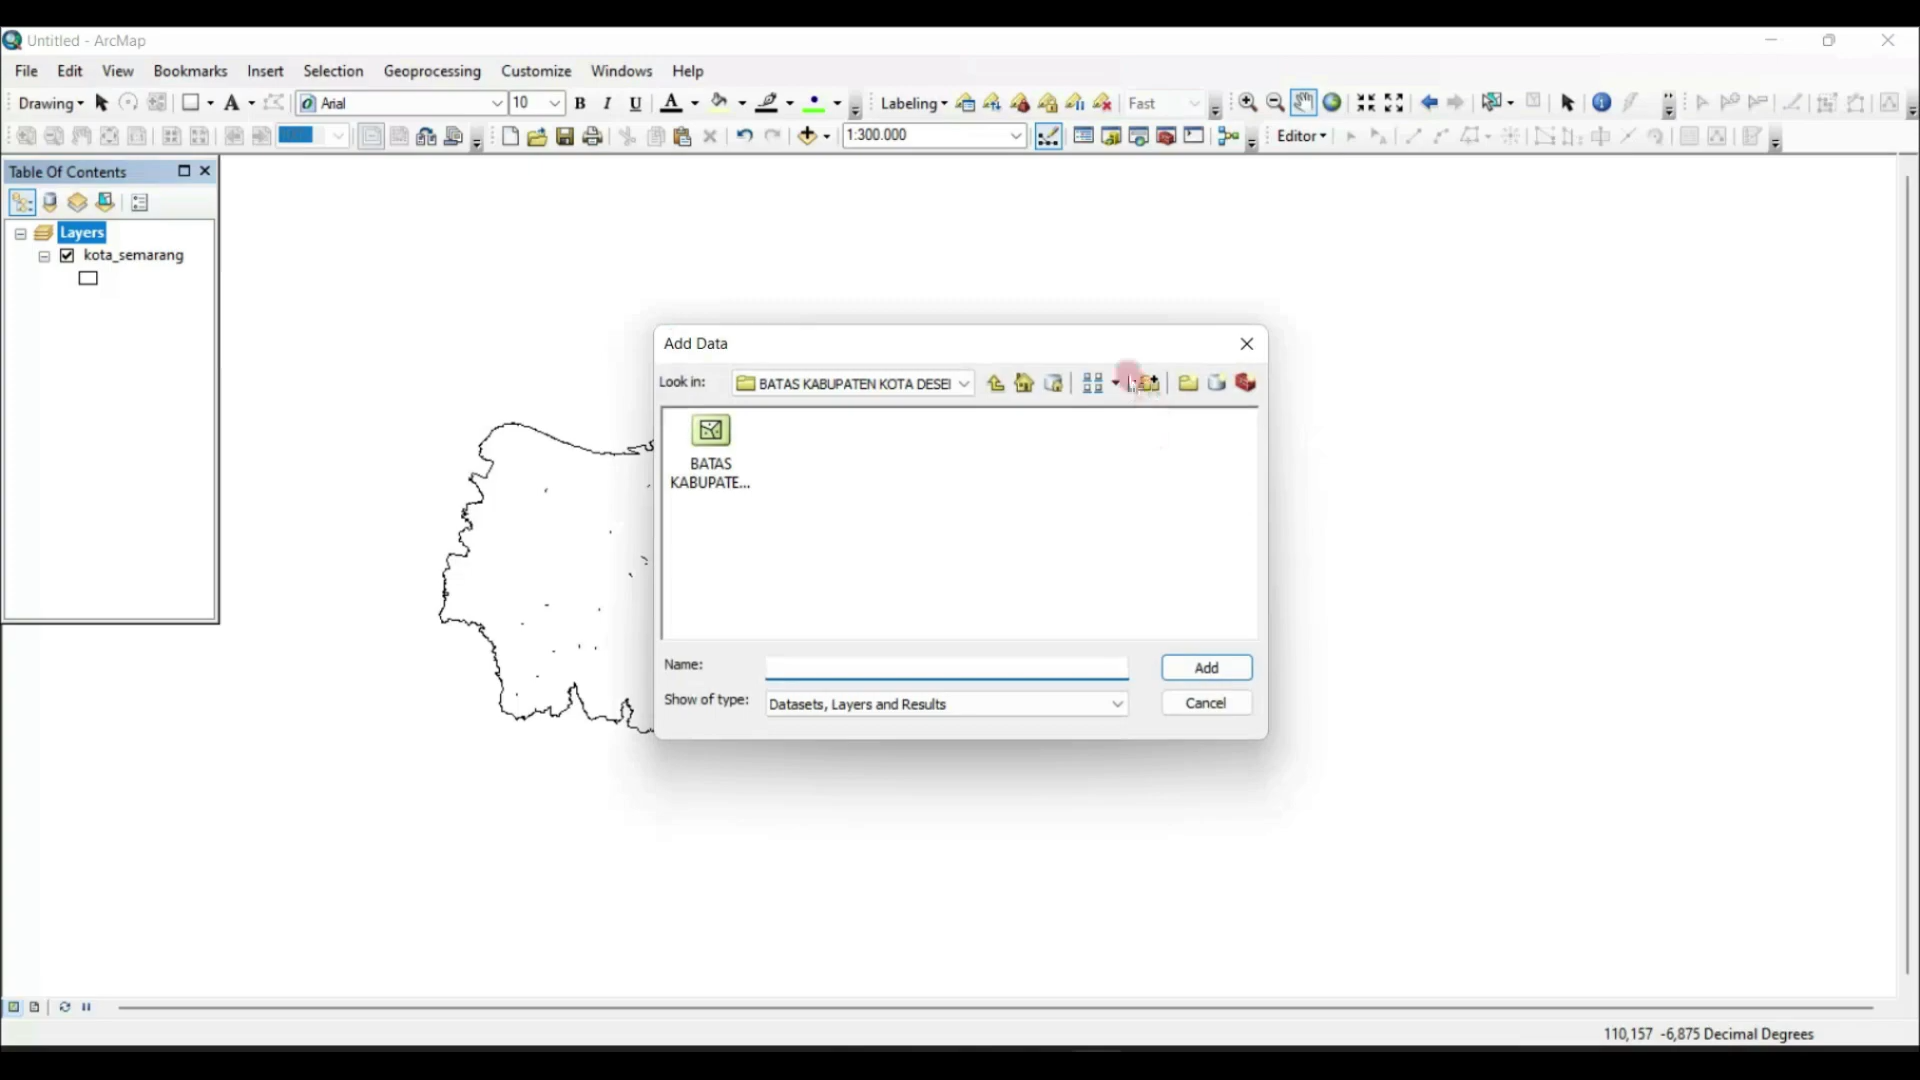 Untitled - ArcMap
File Edit View Bookmarks Insert Selection Geoprocessing Customize Windows Help
Drawing Arial 10 B I U A Labeling Fast
1:300.000 Editor
Table Of Contents
Layers
kota_semarang
Add Data
Look in: BATAS KABUPATEN KOTA DESEI
BATAS
KABUPATE...
Name: Add
Show of type: Datasets, Layers and Results Cancel
110,157 -6,875 Decimal Degrees